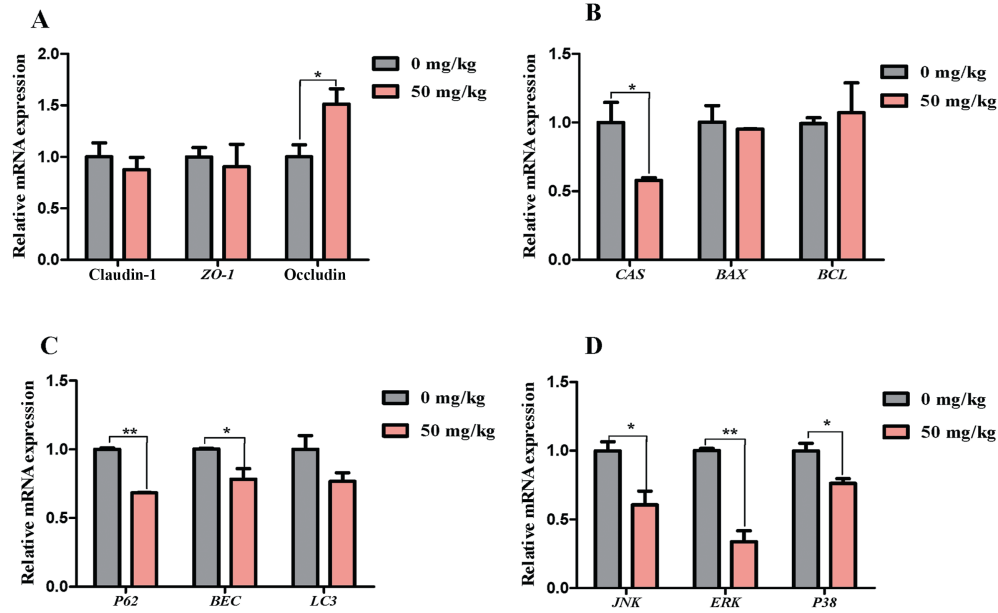 A
Relative mRNA expression
2.0
1.5
1.0
0.5
0.0
*
0 mg/kg
50 mg/kg
Claudin-1 ZO-1 Occludin
B
Relative mRNA expression
1.5
1.0
0.5
0.0
*
0 mg/kg
50 mg/kg
CAS BAX BCL
C
Relative mRNA expression
1.5
1.0
0.5
0.0
** *
0 mg/kg
50 mg/kg
P62 BEC LC3
D
Relative mRNA expression
1.5
1.0
0.5
0.0
* ** *
0 mg/kg
50 mg/kg
JNK ERK P38